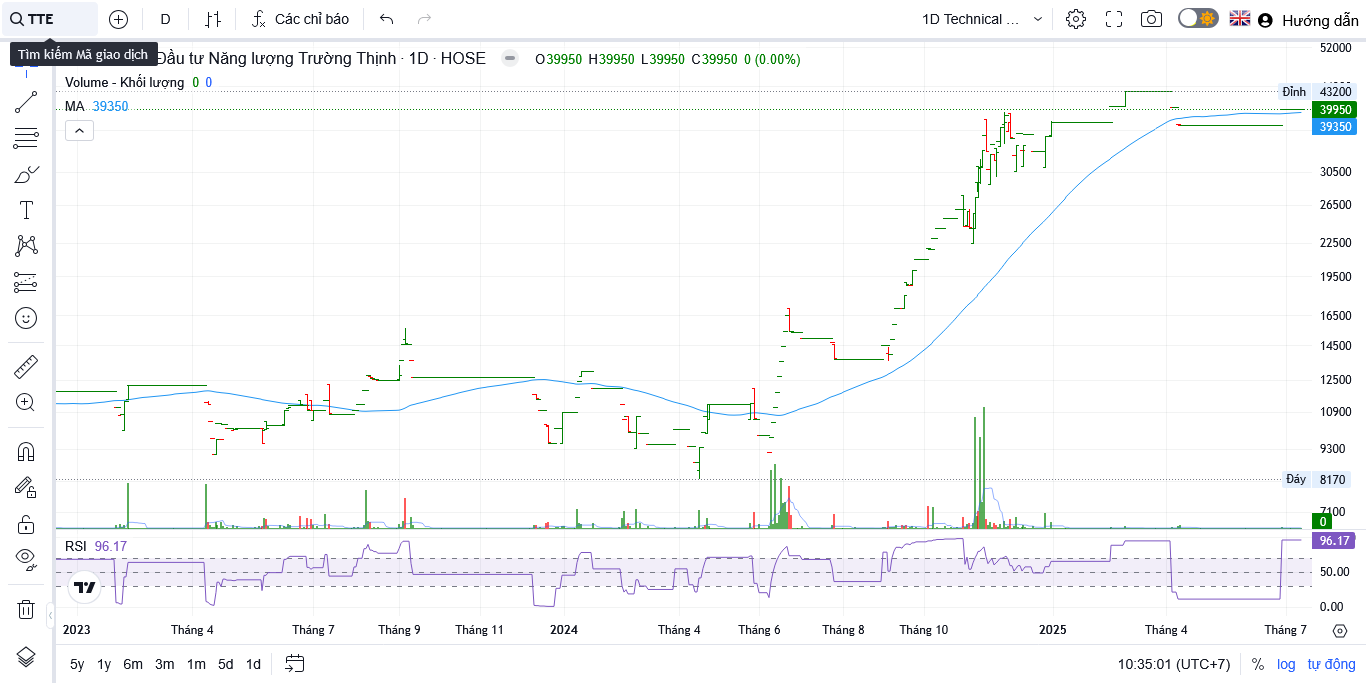 TTE D Các chỉ báo 1D Technical ... Hướng dẫn
Tìm kiếm Mã giao dịch
Đầu tư Năng lượng Trường Thịnh · 1D · HOSE O39950 H39950 L39950 C39950 0 (0.00%)
Volume - Khối lượng 0 0
MA 39350
52000
Đỉnh 43200
39950
39350
30500
26500
22500
19500
16500
14500
12500
10900
9300
Đáy 8170
7100
0
RSI 96.17
96.17
50.00
0.00
2023 Tháng 4 Tháng 7 Tháng 9 Tháng 11 2024 Tháng 4 Tháng 6 Tháng 8 Tháng 10 2025 Tháng 4 Tháng 7
5y 1y 6m 3m 1m 5d 1d 10:35:01 (UTC+7) % log tự động